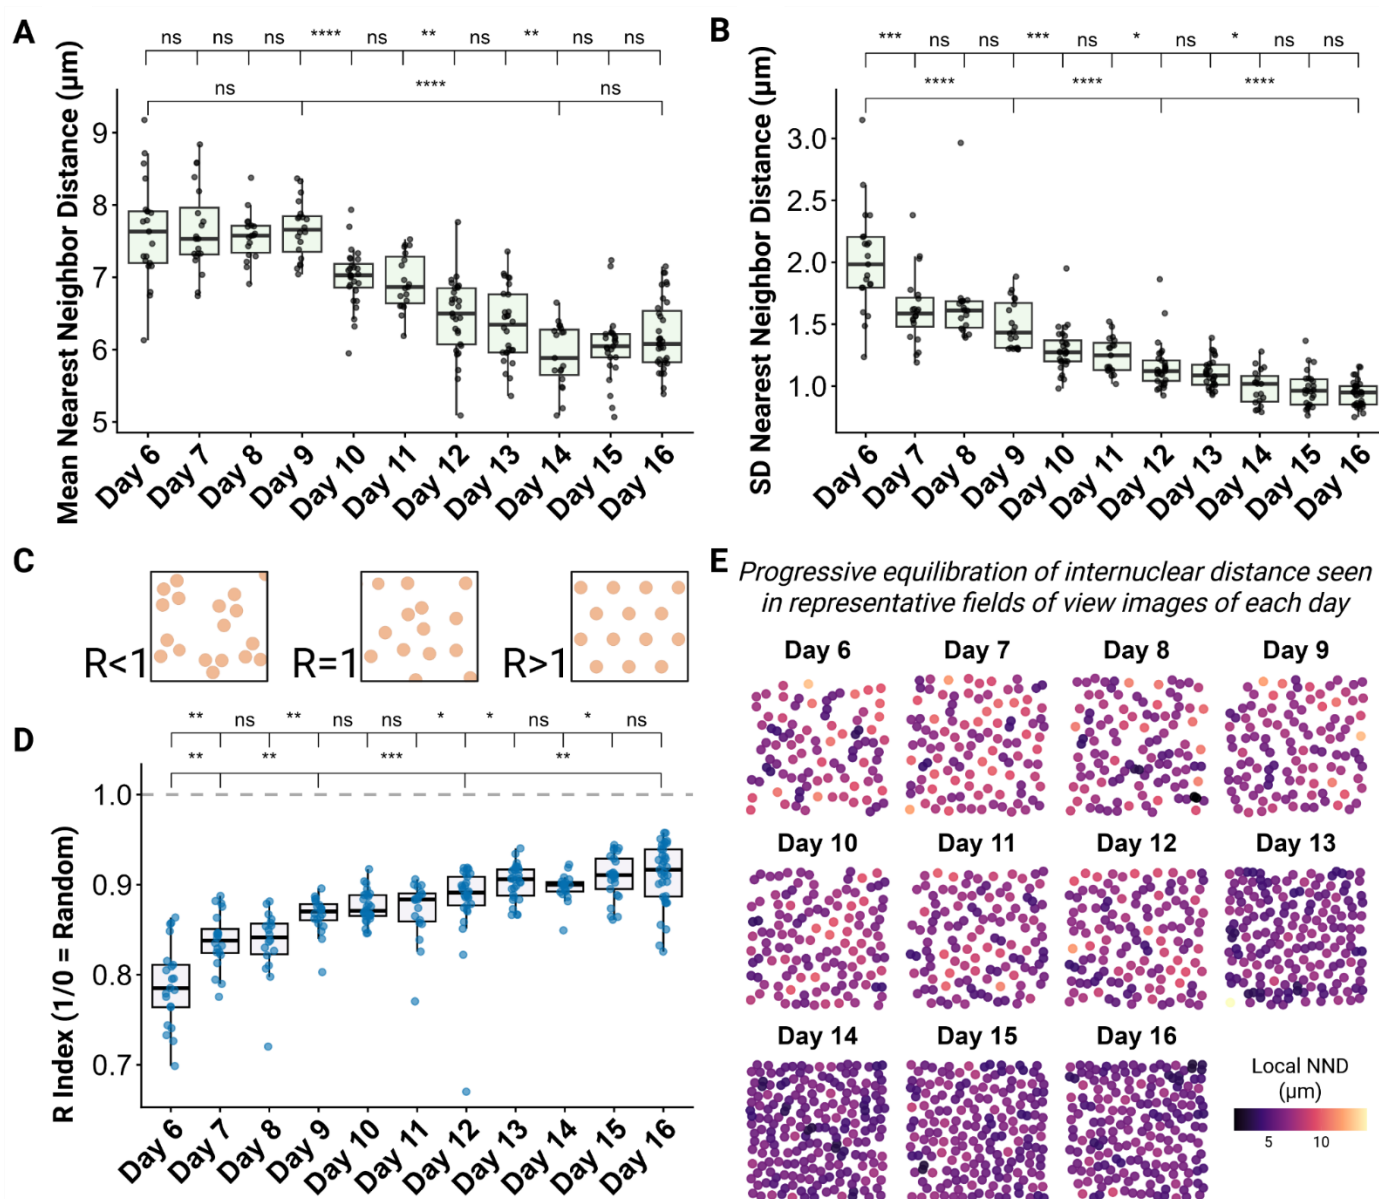 A
ns ns ns **** ns ** ns ** ns ns
ns **** ns
Mean Nearest Neighbor Distance (µm)
9
8
7
6
5
Day 6 Day 7 Day 8 Day 9 Day 10 Day 11 Day 12 Day 13 Day 14 Day 15 Day 16
B
*** ns ns *** ns * ns * ns ns
**** **** ****
SD Nearest Neighbor Distance (µm)
3.0
2.5
2.0
1.5
1.0
Day 6 Day 7 Day 8 Day 9 Day 10 Day 11 Day 12 Day 13 Day 14 Day 15 Day 16
C
R<1 R=1 R>1
D
** ns ** ns ns * * ns * ns
** ** *** **
R Index (1/0 = Random)
1.0
0.9
0.8
0.7
Day 6 Day 7 Day 8 Day 9 Day 10 Day 11 Day 12 Day 13 Day 14 Day 15 Day 16
E
Progressive equilibration of internuclear distance seen
in representative fields of view images of each day
Day 6 Day 7 Day 8 Day 9
Day 10 Day 11 Day 12 Day 13
Day 14 Day 15 Day 16
Local NND
(µm)
5 10